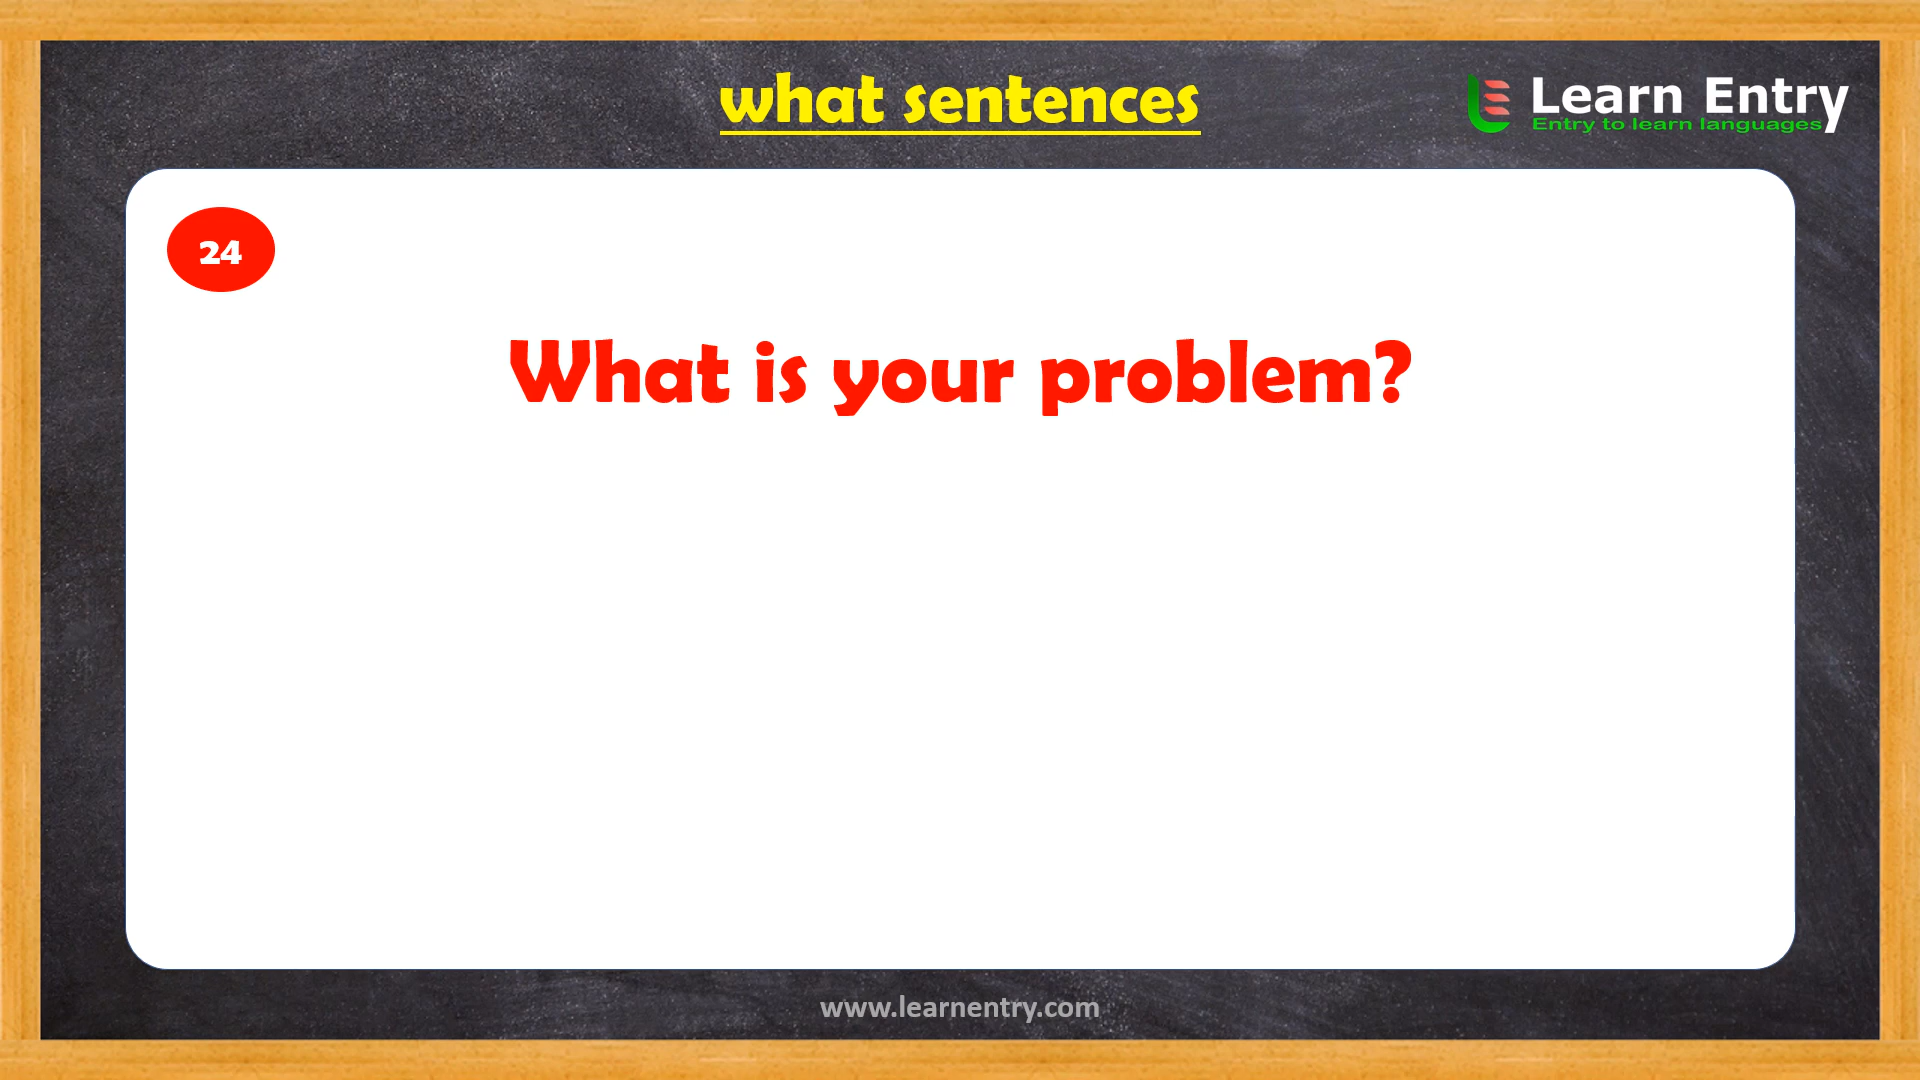 what sentences
Learn Entry
Entry to learn languages
24
What is your problem?
www.learnentry.com